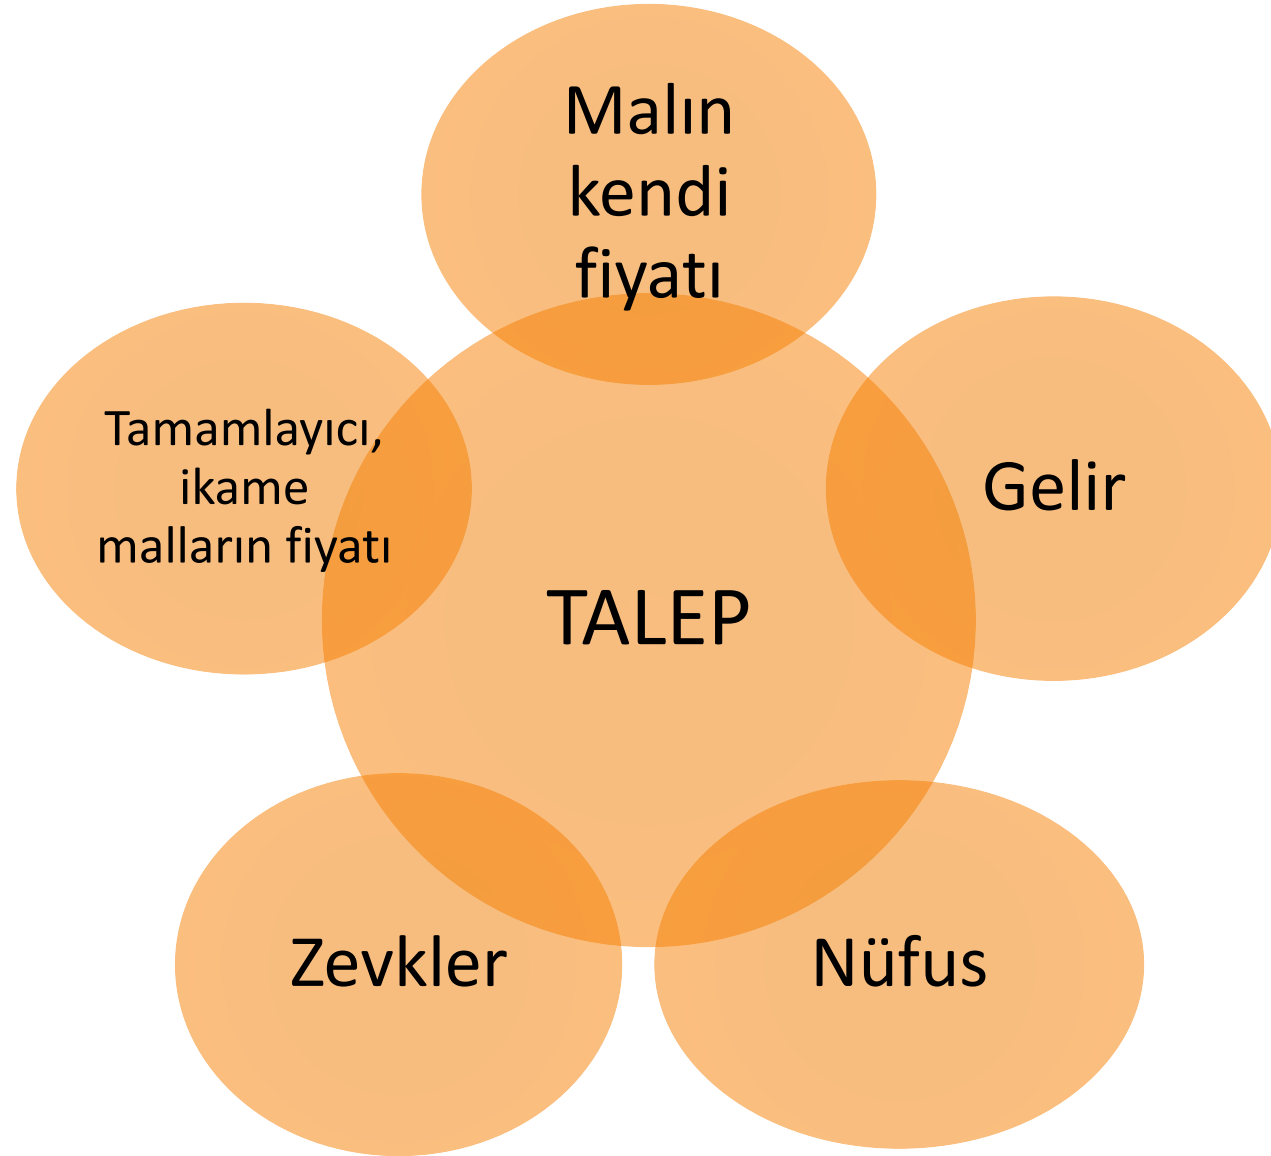 Malın
kendi
fiyatı
Gelir
Nüfus
Zevkler
Tamamlayıcı,
ikame
malların fiyatı
TALEP